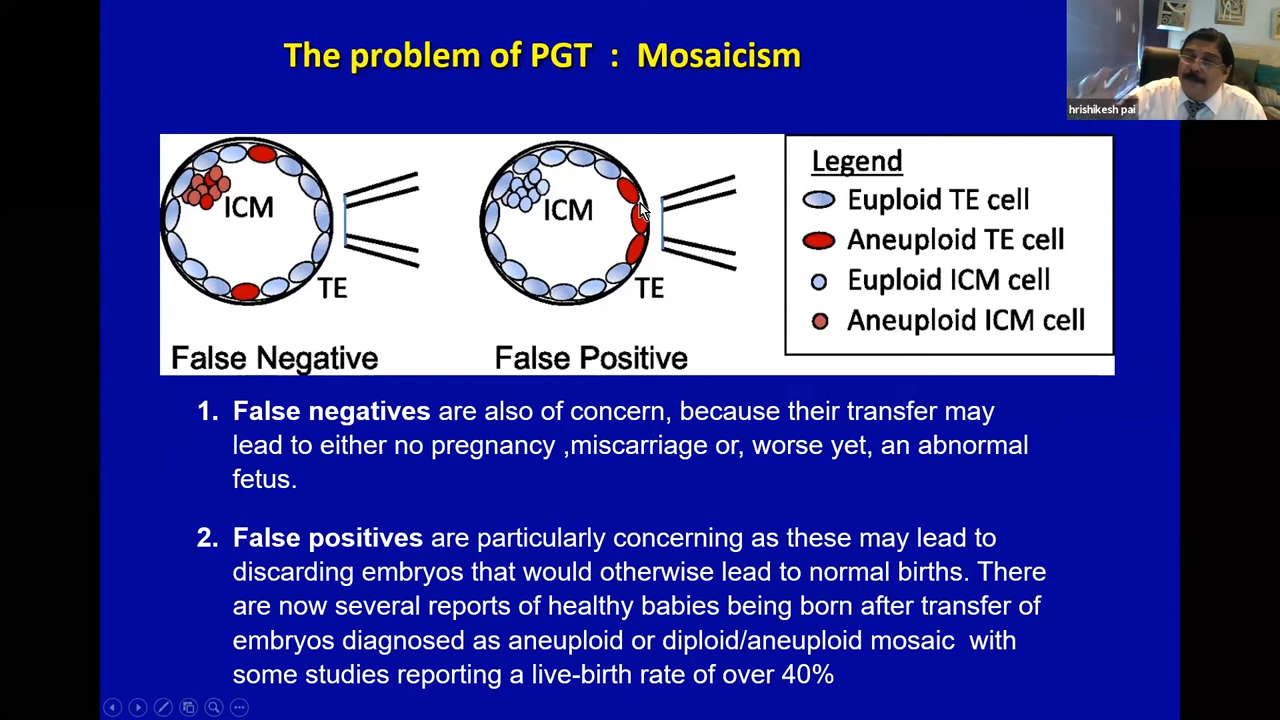 The problem of PGT : Mosaicism
hrishikesh pai
ICM
TE
False Negative
ICM
TE
False Positive
Legend
Euploid TE cell
Aneuploid TE cell
Euploid ICM cell
Aneuploid ICM cell
1. False negatives are also of concern, because their transfer may
lead to either no pregnancy ,miscarriage or, worse yet, an abnormal
fetus.
2. False positives are particularly concerning as these may lead to
discarding embryos that would otherwise lead to normal births. There
are now several reports of healthy babies being born after transfer of
embryos diagnosed as aneuploid or diploid/aneuploid mosaic with
some studies reporting a live-birth rate of over 40%